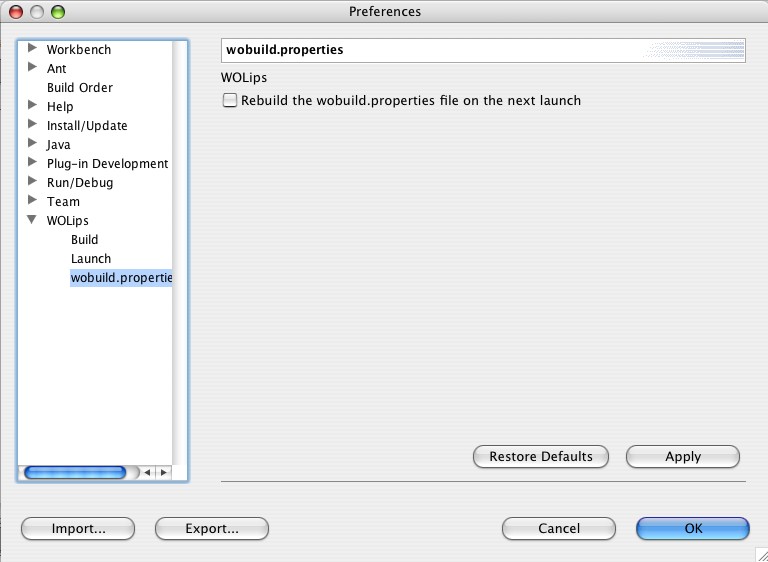 Preferences
Workbench
Ant
Build Order
Help
Install/Update
Java
Plug-in Development
Run/Debug
Team
WOLips
Build
Launch
wobuild.propertie
wobuild.properties
WOLips
Rebuild the wobuild.properties file on the next launch
Restore Defaults
Apply
Import...
Export...
Cancel
OK